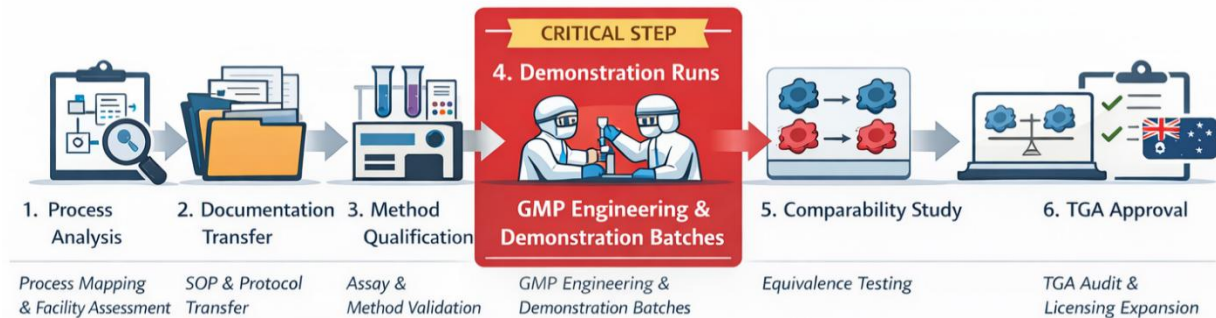 CRITICAL STEP
4. Demonstration Runs
GMP Engineering &
Demonstration Batches
1. Process
Analysis
2. Documentation
Transfer
3. Method
Qualification
5. Comparability Study
6. TGA Approval
Process Mapping
& Facility Assessment
SOP & Protocol
Transfer
Assay &
Method Validation
GMP Engineering &
Demonstration Batches
Equivalence Testing
TGA Audit &
Licensing Expansion